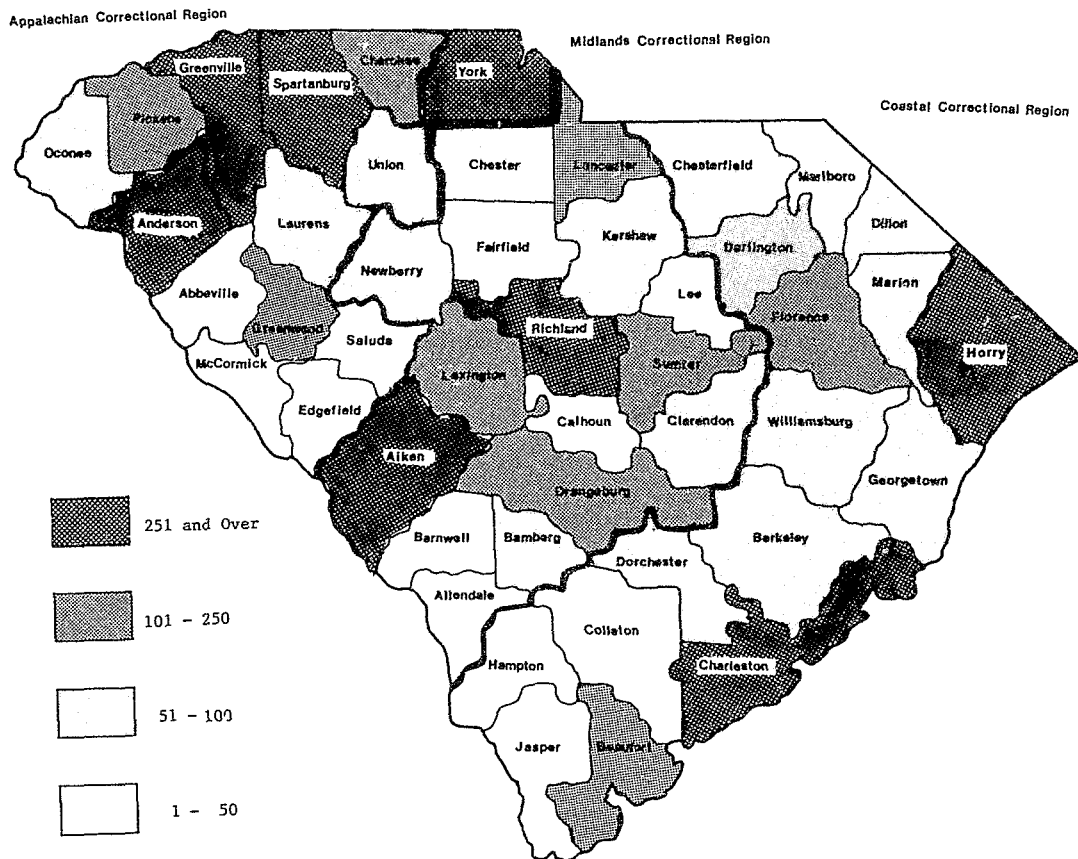 Appalachian Correctional Region
Midlands Correctional Region
Coastal Correctional Region
Greenville
Cherokee
York
Spartanburg
Pickens
Oconee
Union
Chester
Lancaster
Chesterfield
Marlboro
Anderson
Laurens
Dillon
Fairfield
Kershaw
Darlington
Newberry
Abbeville
Lee
Marion
Florence
Greenwood
Richland
Saluda
Horry
McCormick
Lexington
Sumter
Edgefield
Calhoun
Clarendon
Williamsburg
Aiken
Georgetown
Orangeburg
251 and Over
Barnwell
Bamberg
Berkeley
Dorchester
Allendale
101 - 250
Colleton
Hampton
Charleston
51 - 100
Jasper
Beaufort
1 - 50